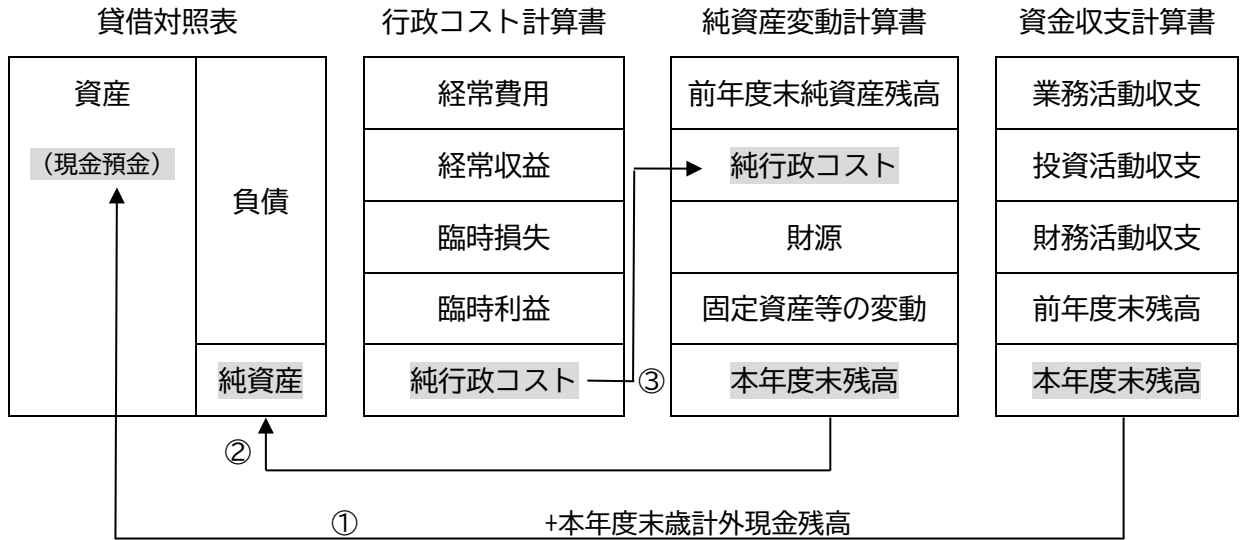 貸借対照表
資産
（現金預金）
負債
純資産
行政コスト計算書
経常費用
経常収益
臨時損失
臨時利益
純行政コスト
③
純資産変動計算書
前年度末純資産残高
純行政コスト
財源
固定資産等の変動
本年度末残高
資金収支計算書
業務活動収支
投資活動収支
財務活動収支
前年度末残高
本年度末残高
②
①
+本年度末歳計外現金残高